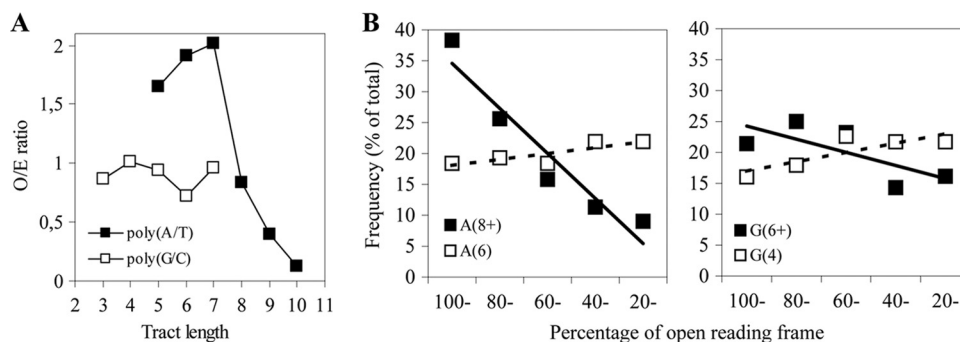 A
2
1,5
1
0,5
0
O/E ratio
poly(A/T)
poly(G/C)
1 2 3 4 5 6 7 8 9 10 11
Tract length
B
40
35
30
25
20
15
10
5
0
Frequency (% of total)
A(8+)
A(6)
100- 80- 60- 40- 20-
40
35
30
25
20
15
10
5
0
G(6+)
G(4)
100- 80- 60- 40- 20-
Percentage of open reading frame